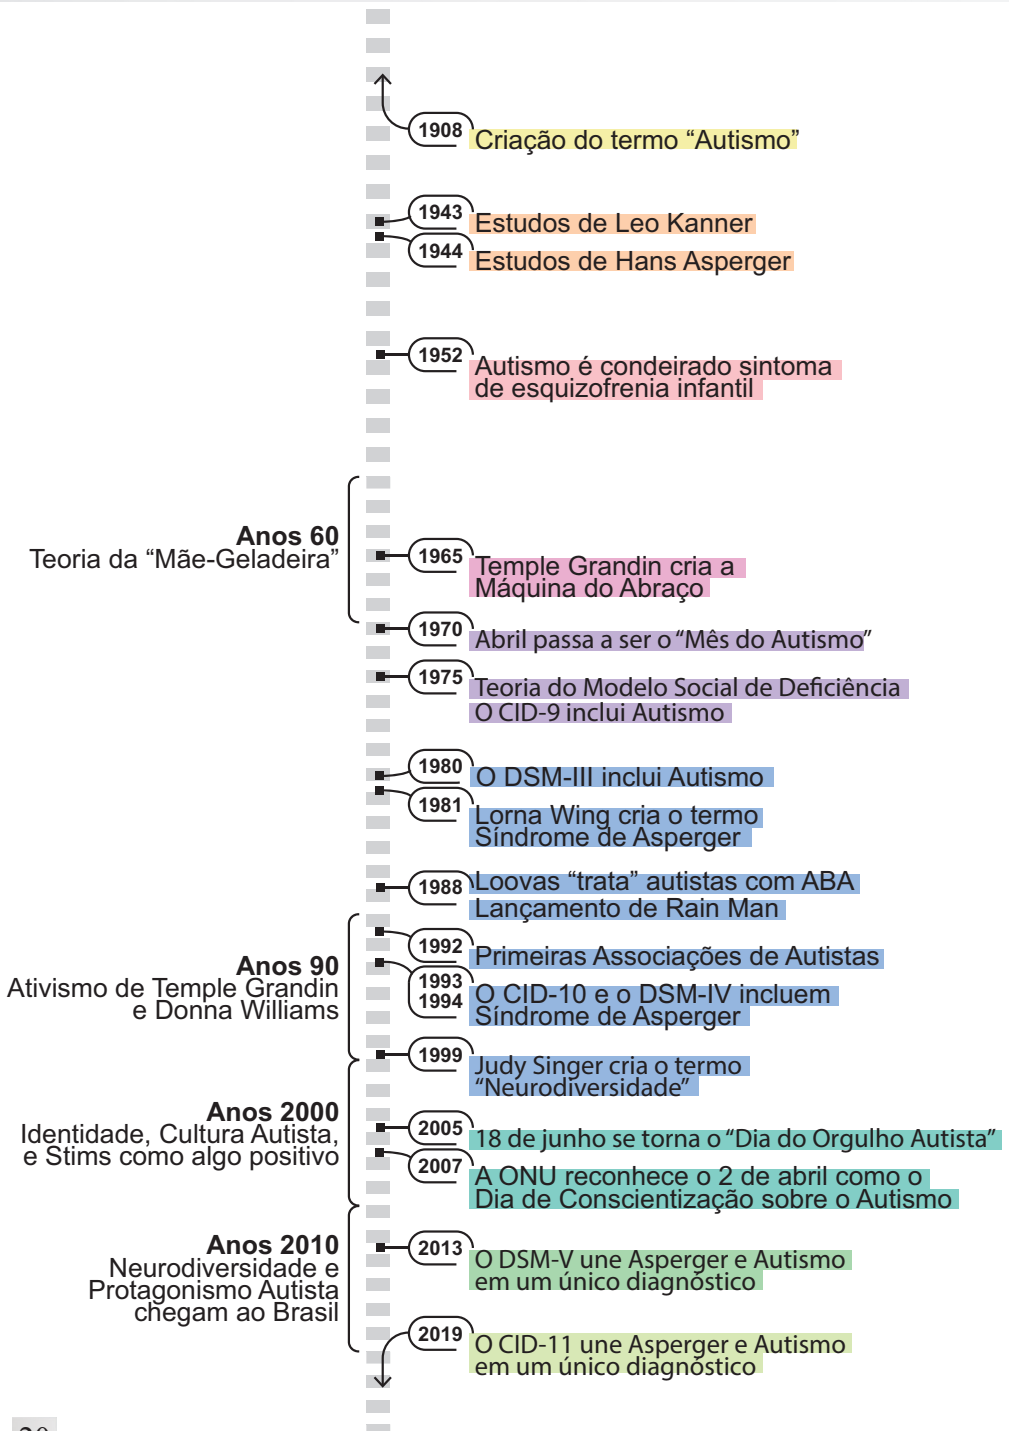 1908
Criação do termo “Autismo”
1943
Estudos de Leo Kanner
1944
Estudos de Hans Asperger
1952
Autismo é condeirado sintoma
de esquizofrenia infantil
Anos 60
Teoria da “Mãe-Geladeira”
1965
Temple Grandin cria a
Máquina do Abraço
1970
Abril passa a ser o “Mês do Autismo”
1975
Teoria do Modelo Social de Deficiência
O CID-9 inclui Autismo
1980
O DSM-III inclui Autismo
1981
Lorna Wing cria o termo
Síndrome de Asperger
1988
Loovas “trata” autistas com ABA
Lançamento de Rain Man
Anos 90
Ativismo de Temple Grandin
e Donna Williams
1992
Primeiras Associações de Autistas
1993
1994
O CID-10 e o DSM-IV incluem
Síndrome de Asperger
1999
Judy Singer cria o termo
“Neurodiversidade”
Anos 2000
Identidade, Cultura Autista,
e Stims como algo positivo
2005
18 de junho se torna o “Dia do Orgulho Autista”
2007
A ONU reconhece o 2 de abril como o
Dia de Conscientização sobre o Autismo
Anos 2010
Neurodiversidade e
Protagonismo Autista
chegam ao Brasil
2013
O DSM-V une Asperger e Autismo
em um único diagnóstico
2019
O CID-11 une Asperger e Autismo
em um único diagnóstico